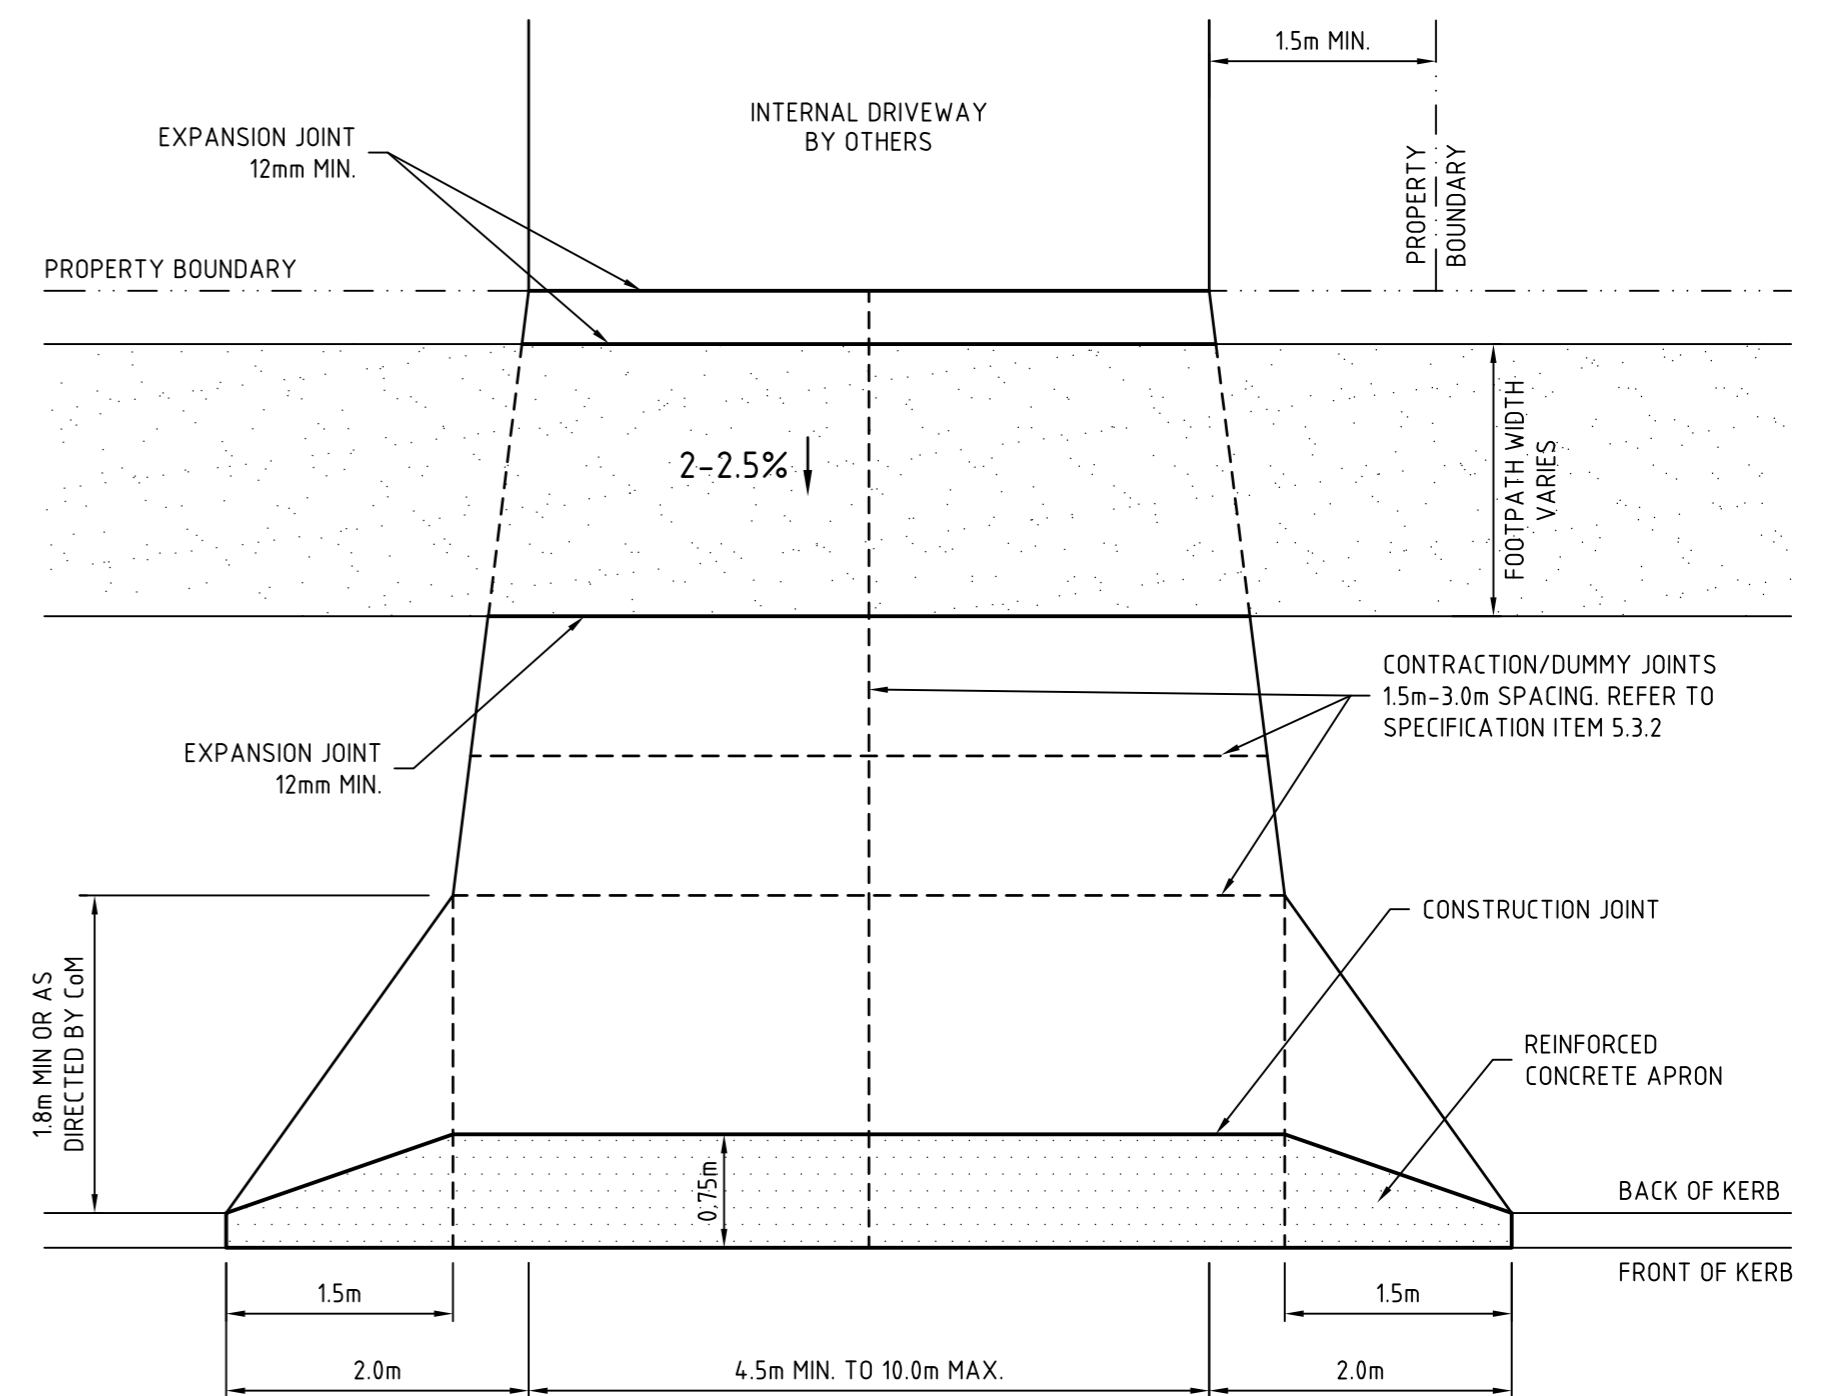 1.5m MIN.
INTERNAL DRIVEWAY
BY OTHERS
EXPANSION JOINT
12mm MIN.
PROPERTY
BOUNDARY
PROPERTY BOUNDARY
2-2.5%
FOOTPATH WIDTH
VARIES
CONTRACTION/DUMMY JOINTS
1.5m-3.0m SPACING. REFER TO
SPECIFICATION ITEM 5.3.2
EXPANSION JOINT
12mm MIN.
CONSTRUCTION JOINT
1.8m MIN OR AS
DIRECTED BY CoM
REINFORCED
CONCRETE APRON
0.75m
BACK OF KERB
FRONT OF KERB
1.5m
1.5m
2.0m
4.5m MIN. TO 10.0m MAX.
2.0m